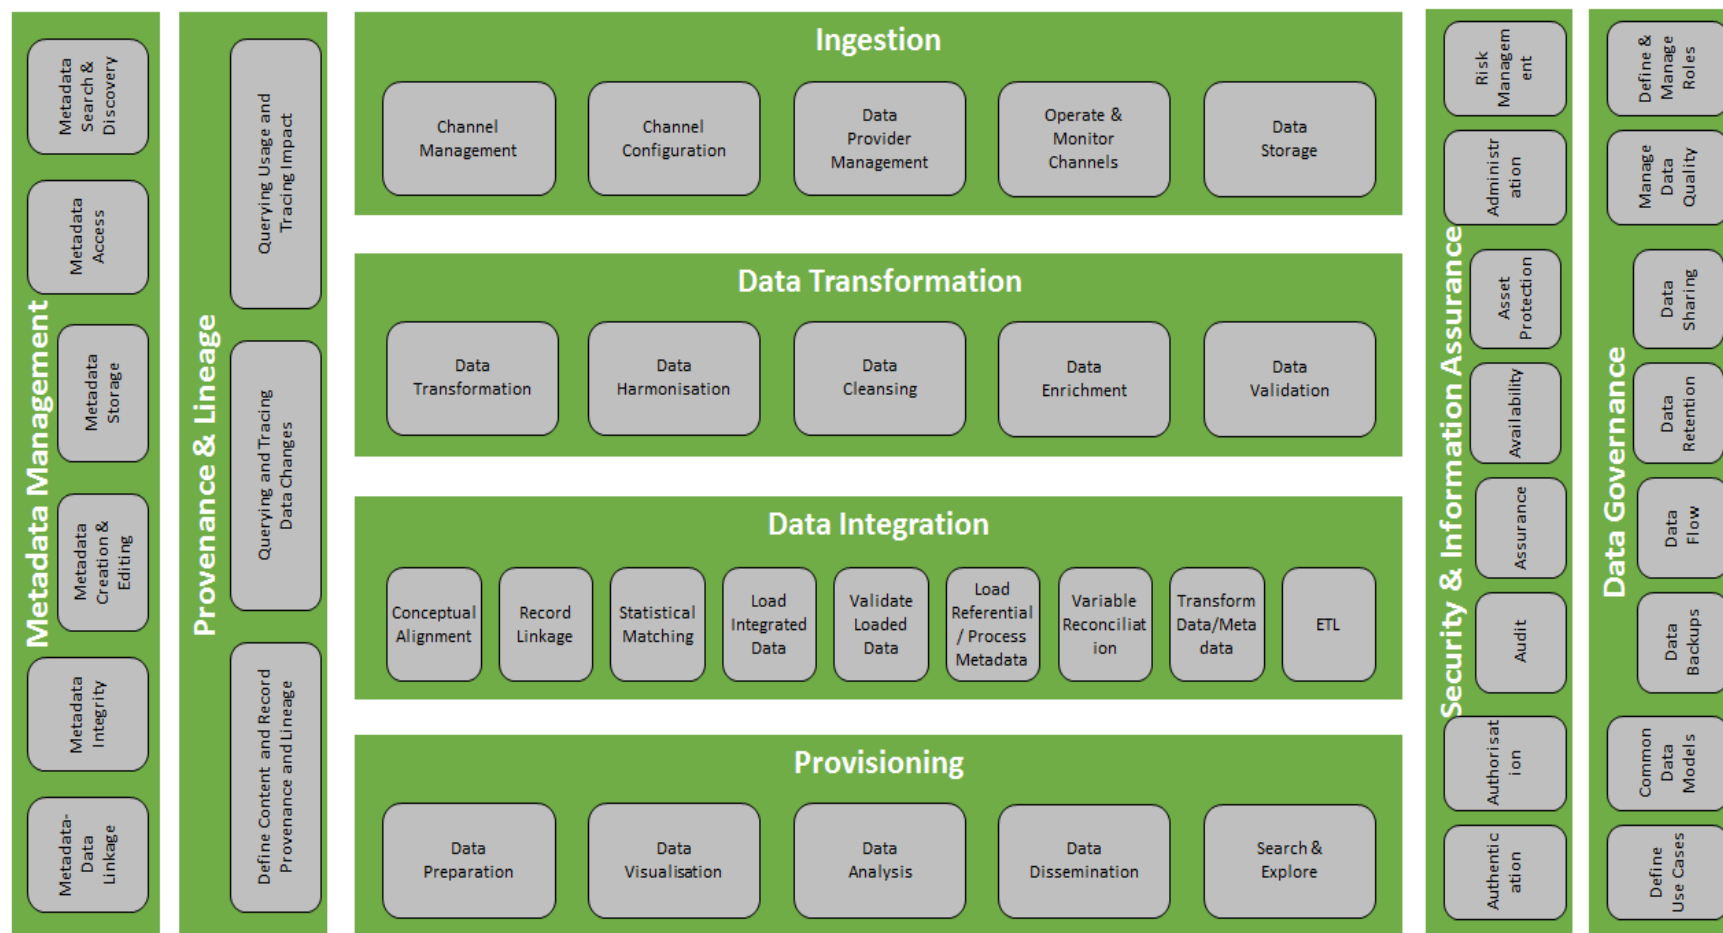 Metadata Management
Metadata
Search &
Discovery
Metadata
Access
Metadata
Storage
Metadata
Creation &
Editing
Metadata
Integrity
Metadata-
Data
Linkage
Provenance & Lineage
Querying Usage and
Tracing Impact
Querying and Tracing
Data Changes
Define Content and Record
Provenance and Lineage
Ingestion
Channel
Management
Channel
Configuration
Data
Provider
Management
Operate &
Monitor
Channels
Data
Storage
Data Transformation
Data
Transformation
Data
Harmonisation
Data
Cleansing
Data
Enrichment
Data
Validation
Data Integration
Conceptual
Alignment
Record
Linkage
Statistical
Matching
Load
Integrated
Data
Validate
Loaded
Data
Load
Referential
/ Process
Metadata
Variable
Reconciliat
ion
Transform
Data/Meta
data
ETL
Provisioning
Data
Preparation
Data
Visualisation
Data
Analysis
Data
Dissemination
Search &
Explore
Security & Information Assurance
Risk
Managem
ent
Administr
ation
Asset
Protection
Availability
Assurance
Audit
Authorisat
ion
Authentic
ation
Data Governance
Define &
Manage
Roles
Manage
Data
Quality
Data
Sharing
Data
Retention
Data
Flow
Data
Backups
Common
Data
Models
Define
Use Cases